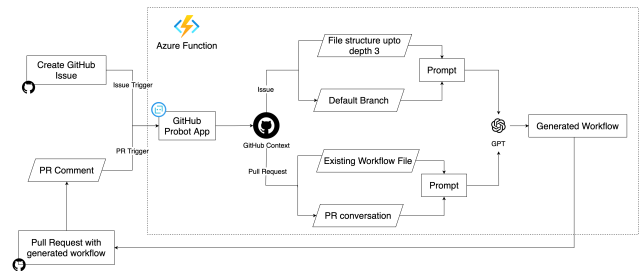 Azure Function
Create GitHub
Issue
Issue Trigger
File structure upto
depth 3
Prompt
Issue
Default Branch
GitHub
Probot App
GitHub Context
GPT
Generated Workflow
PR Trigger
Pull Request
PR Comment
Existing Workflow File
Prompt
PR conversation
Pull Request with
generated workflow